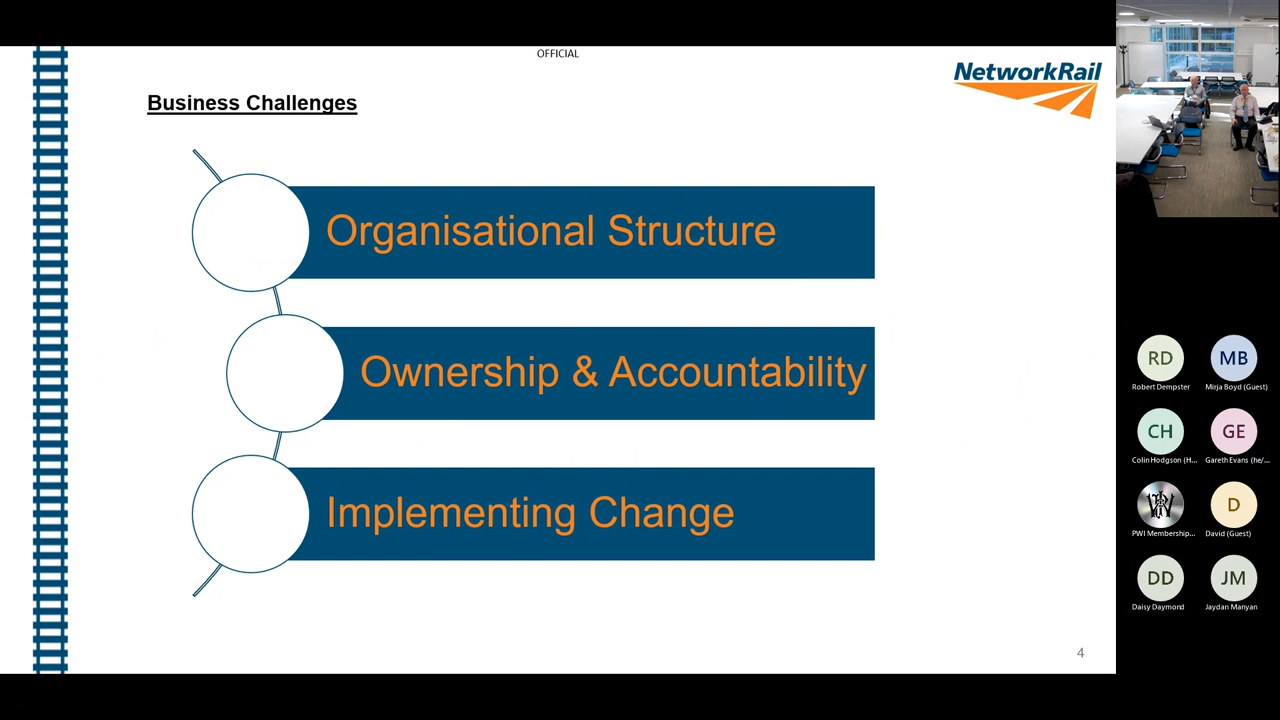 OFFICIAL
NetworkRail
Business Challenges
Organisational Structure
Ownership & Accountability
Implementing Change
4
RD
MB
Robert Dempster
Mirja Boyd (Guest)
CH
GE
Colin Hodgson (H...
Gareth Evans (he/...
D
PWI Membership...
David (Guest)
DD
JM
Daisy Daymond
Jaydan Manyan